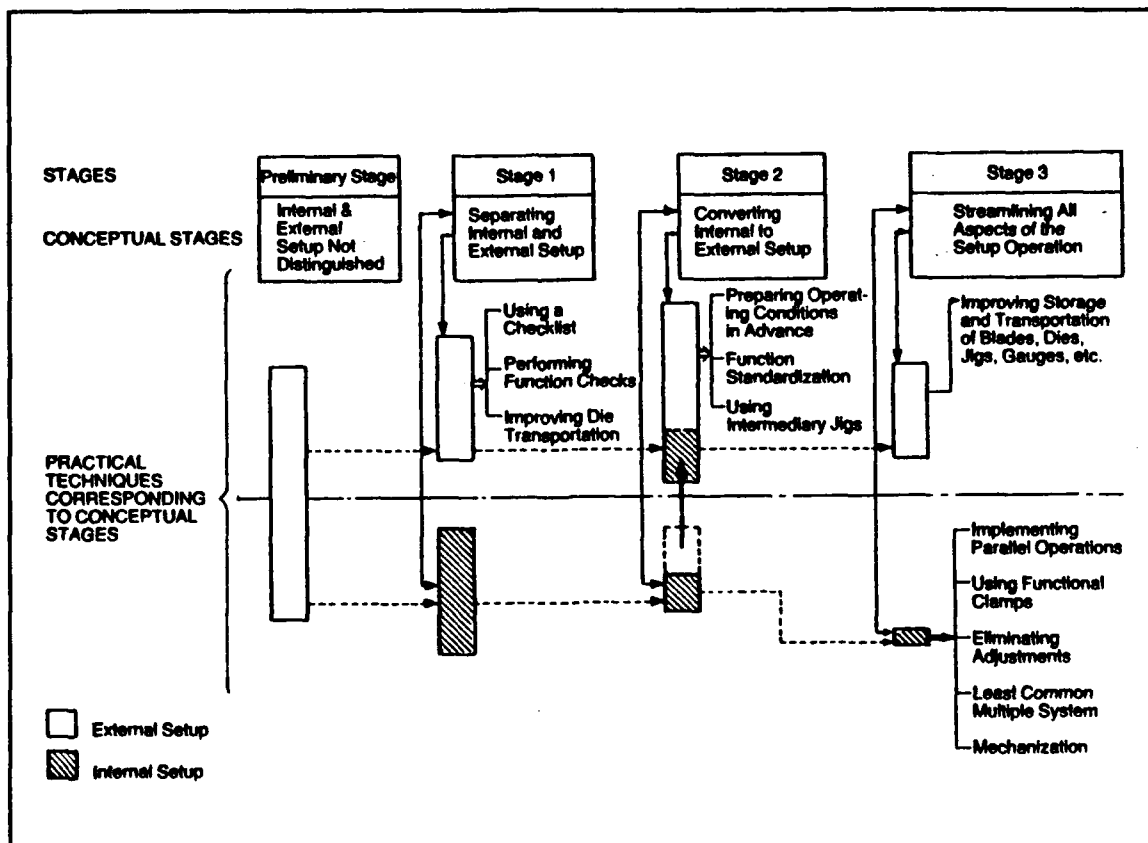 STAGES
Preliminary Stage
Stage 1
Stage 2
Stage 3
CONCEPTUAL STAGES
Internal &
External
Setup Not
Distinguished
Separating
Internal and
External Setup
Converting
Internal to
External Setup
Streamlining All
Aspects of the
Setup Operation
Using a
Checklist
Performing
Function Checks
Improving Die
Transportation
Preparing Operat-
ing Conditions
in Advance
Function
Standardization
Using
Intermediary Jigs
Improving Storage
and Transportation
of Blades, Dies,
Jigs, Gauges, etc.
PRACTICAL
TECHNIQUES
CORRESPONDING
TO CONCEPTUAL
STAGES
Implementing
Parallel Operations
Using Functional
Clamps
Eliminating
Adjustments
Least Common
Multiple System
Mechanization
External Setup
Internal Setup